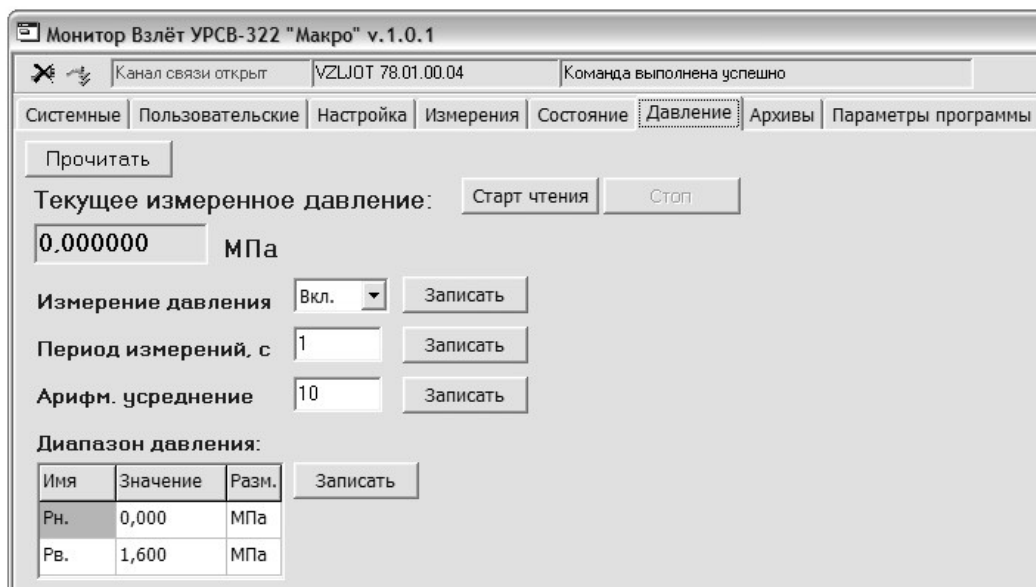 Монитор Взлёт УРСВ-322 "Макро" v.1.0.1
Канал связи открыт VZLJOT 78.01.00.04 Команда выполнена успешно
Системные Пользовательские Настройка Измерения Состояние Давление Архивы Параметры программы
Прочитать
Текущее измеренное давление: Старт чтения Стоп
0,000000 МПа
Измерение давления Вкл. Записать
Период измерений, с 1 Записать
Арифм. усреднение 10 Записать
Диапазон давления:
Имя Значение Разм. Записать
Рн. 0,000 МПа
Рв. 1,600 МПа